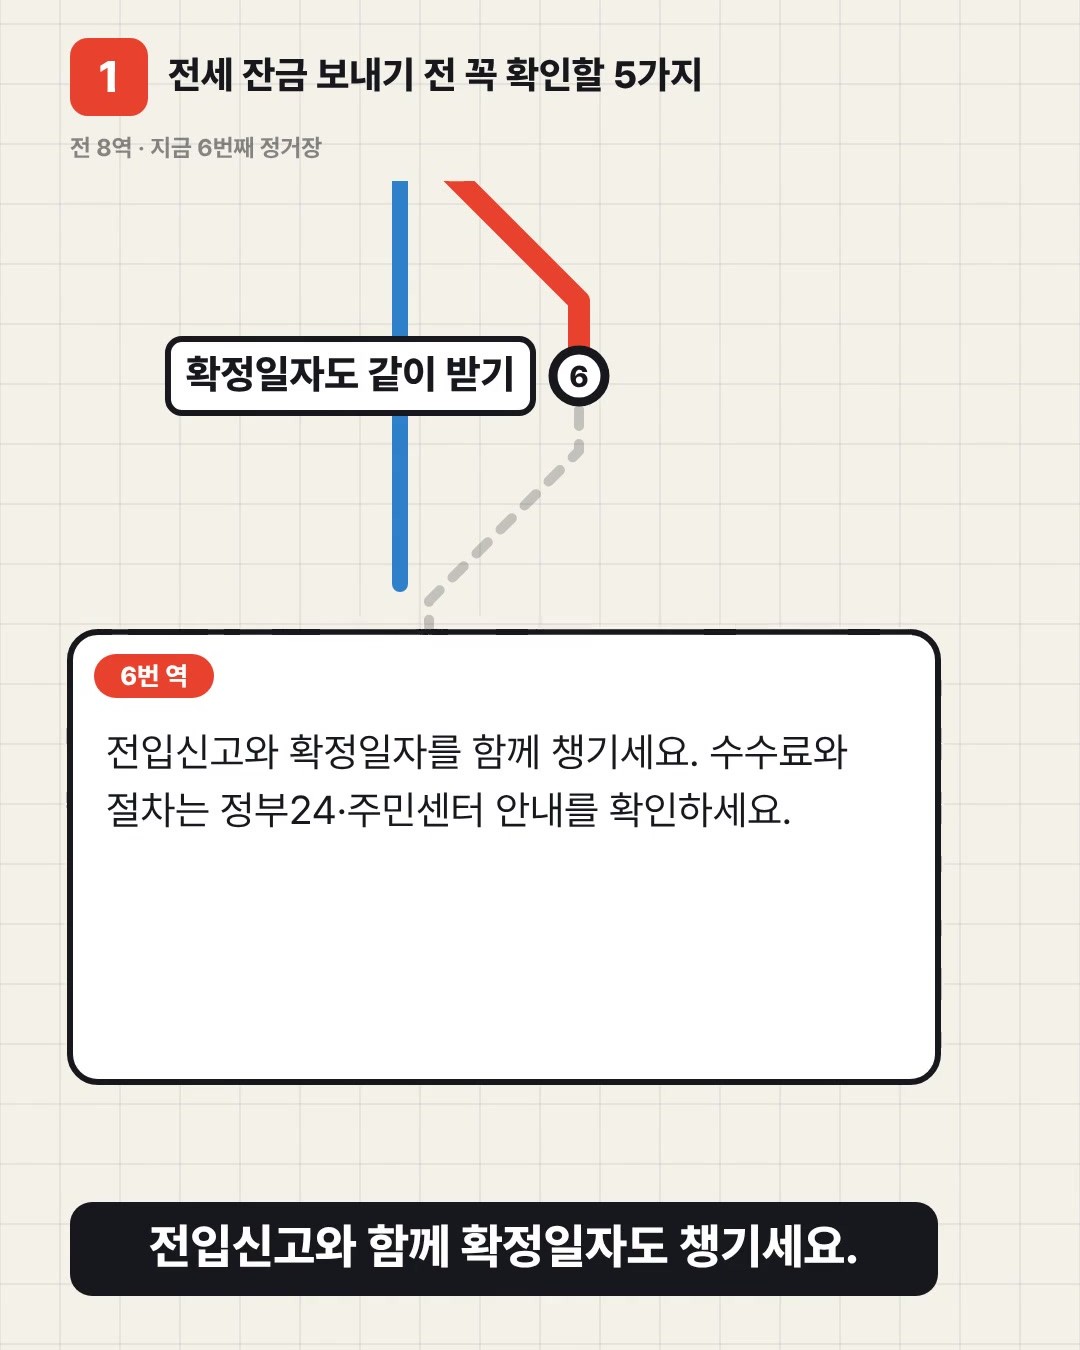 1
전세 잔금 보내기 전 꼭 확인할 5가지
전 8역 · 지금 6번째 정거장
확정일자도 같이 받기
6
6번 역
전입신고와 확정일자를 함께 챙기세요. 수수료와
절차는 정부24·주민센터 안내를 확인하세요.
전입신고와 함께 확정일자도 챙기세요.